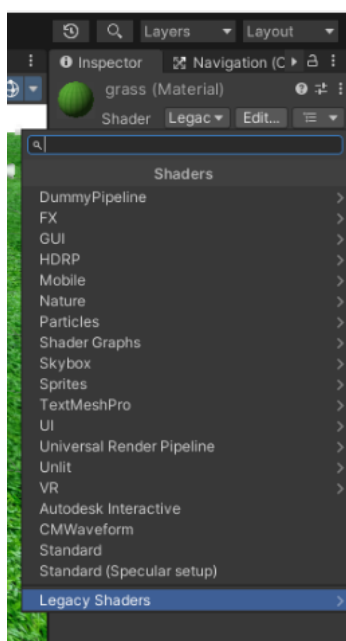 Layers Layout
Inspector Navigation (C
grass (Material)
Shader Legac Edit...
Shaders
DummyPipeline
FX
GUI
HDRP
Mobile
Nature
Particles
Shader Graphs
Skybox
Sprites
TextMeshPro
UI
Universal Render Pipeline
Unlit
VR
Autodesk Interactive
CMWaveform
Standard
Standard (Specular setup)
Legacy Shaders